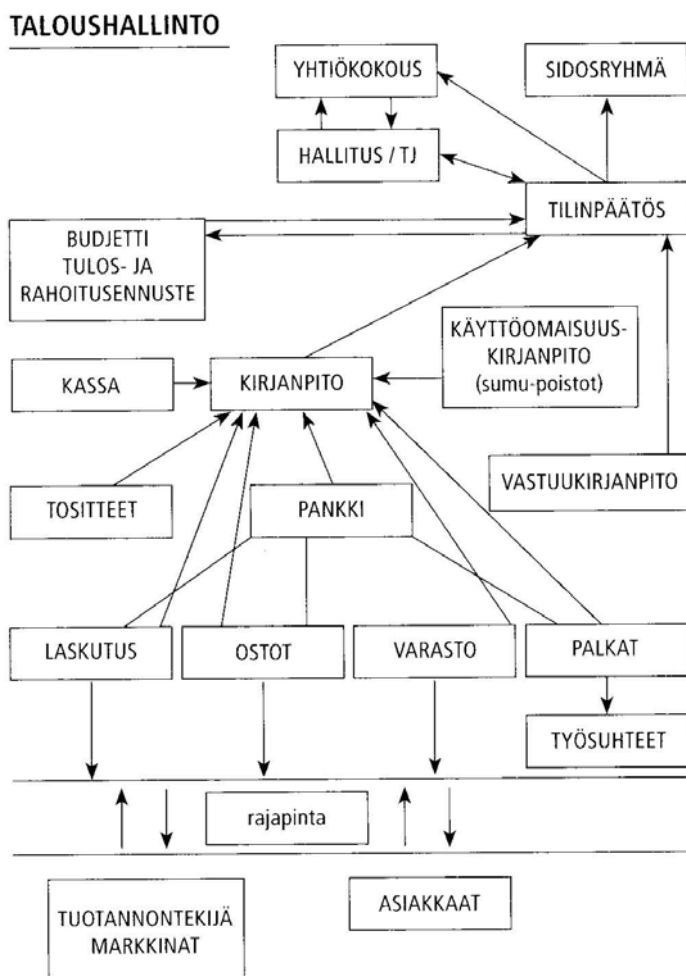 TALOUSHALLINTO
YHTIÖKOKOUS
SIDOSRYHMÄ
HALLITUS / TJ
TILINPÄÄTÖS
BUDJETTI
TULOS- JA
RAHOITUSENNUSTE
KÄYTTÖOMAISUUS-
KIRJANPITO
(sumu-poistot)
KASSA
KIRJANPITO
TOSITTEET
PANKKI
VASTUUKIRJANPITO
LASKUTUS
OSTOT
VARASTO
PALKAT
TYÖSUHTEET
rajapinta
TUOTANNONTEKIJÄ
MARKKINAT
ASIAKKAAT